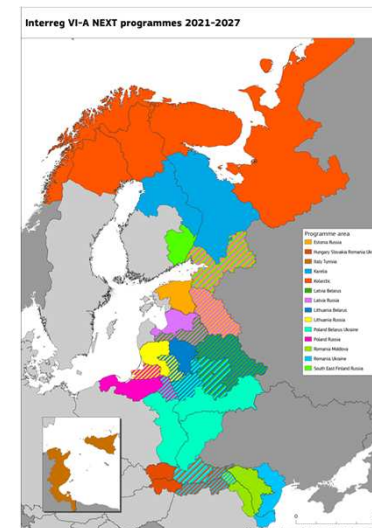 Interreg VI-A NEXT programmes 2021-2027
Programme area
Estonia Russia
Hungary Slovakia Romania Uk
Italy Tunisia
Karelia
Kolarctic
Latvia Belarus
Latvia Russia
Lithuania Belarus
Lithuania Russia
Poland Belarus Ukraine
Poland Russia
Romania Moldova
Romania Ukraine
South East Finland Russia